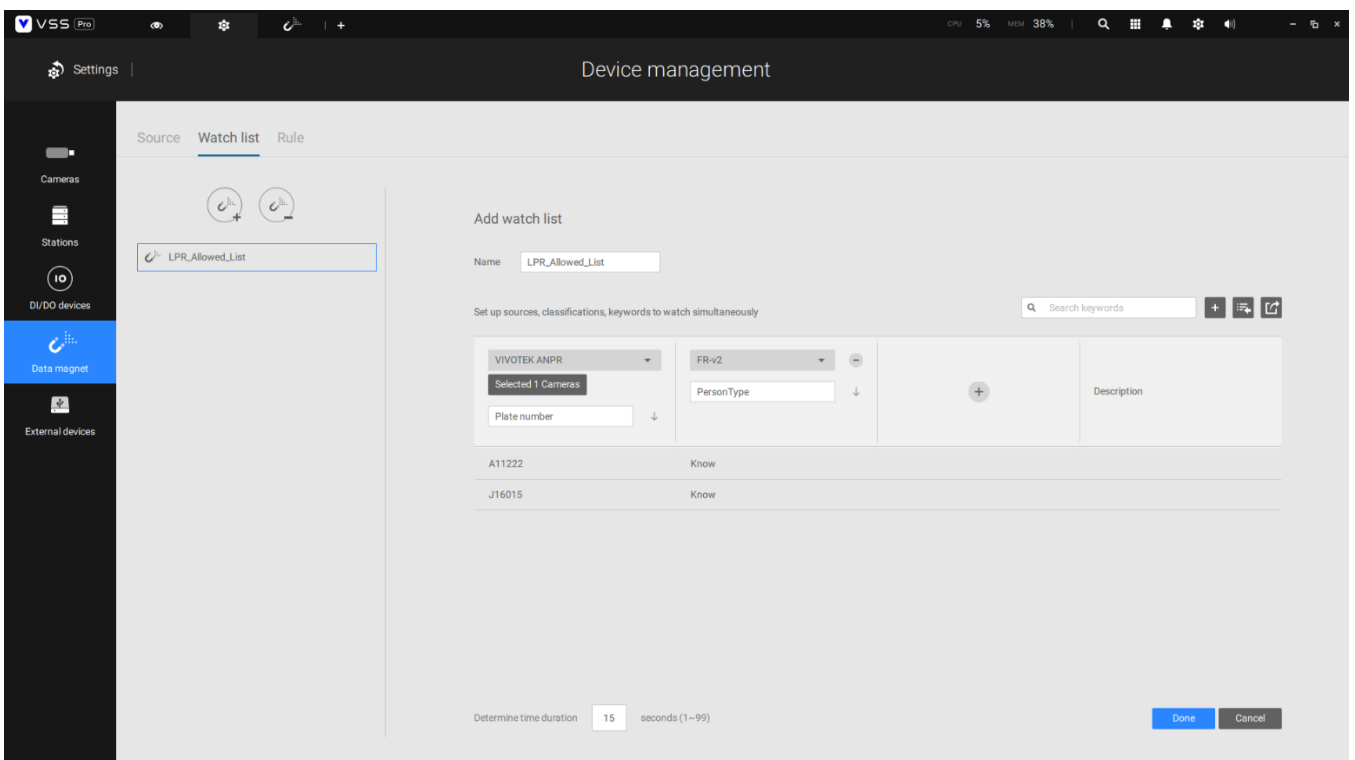 VSS Pro CPU 5% MEM 38%
Settings Device management
Source Watch list Rule
Cameras
Stations
IO
DI/DO devices
Data magnet
External devices
LPR_Allowed_List
Add watch list
Name LPR_Allowed_List
Set up sources, classifications, keywords to watch simultaneously Search keywords
VIVOTEK ANPR FR-v2
Selected 1 Cameras PersonType Description
Plate number
A11222 Know
J16015 Know
Determine time duration 15 seconds (1~99) Done Cancel